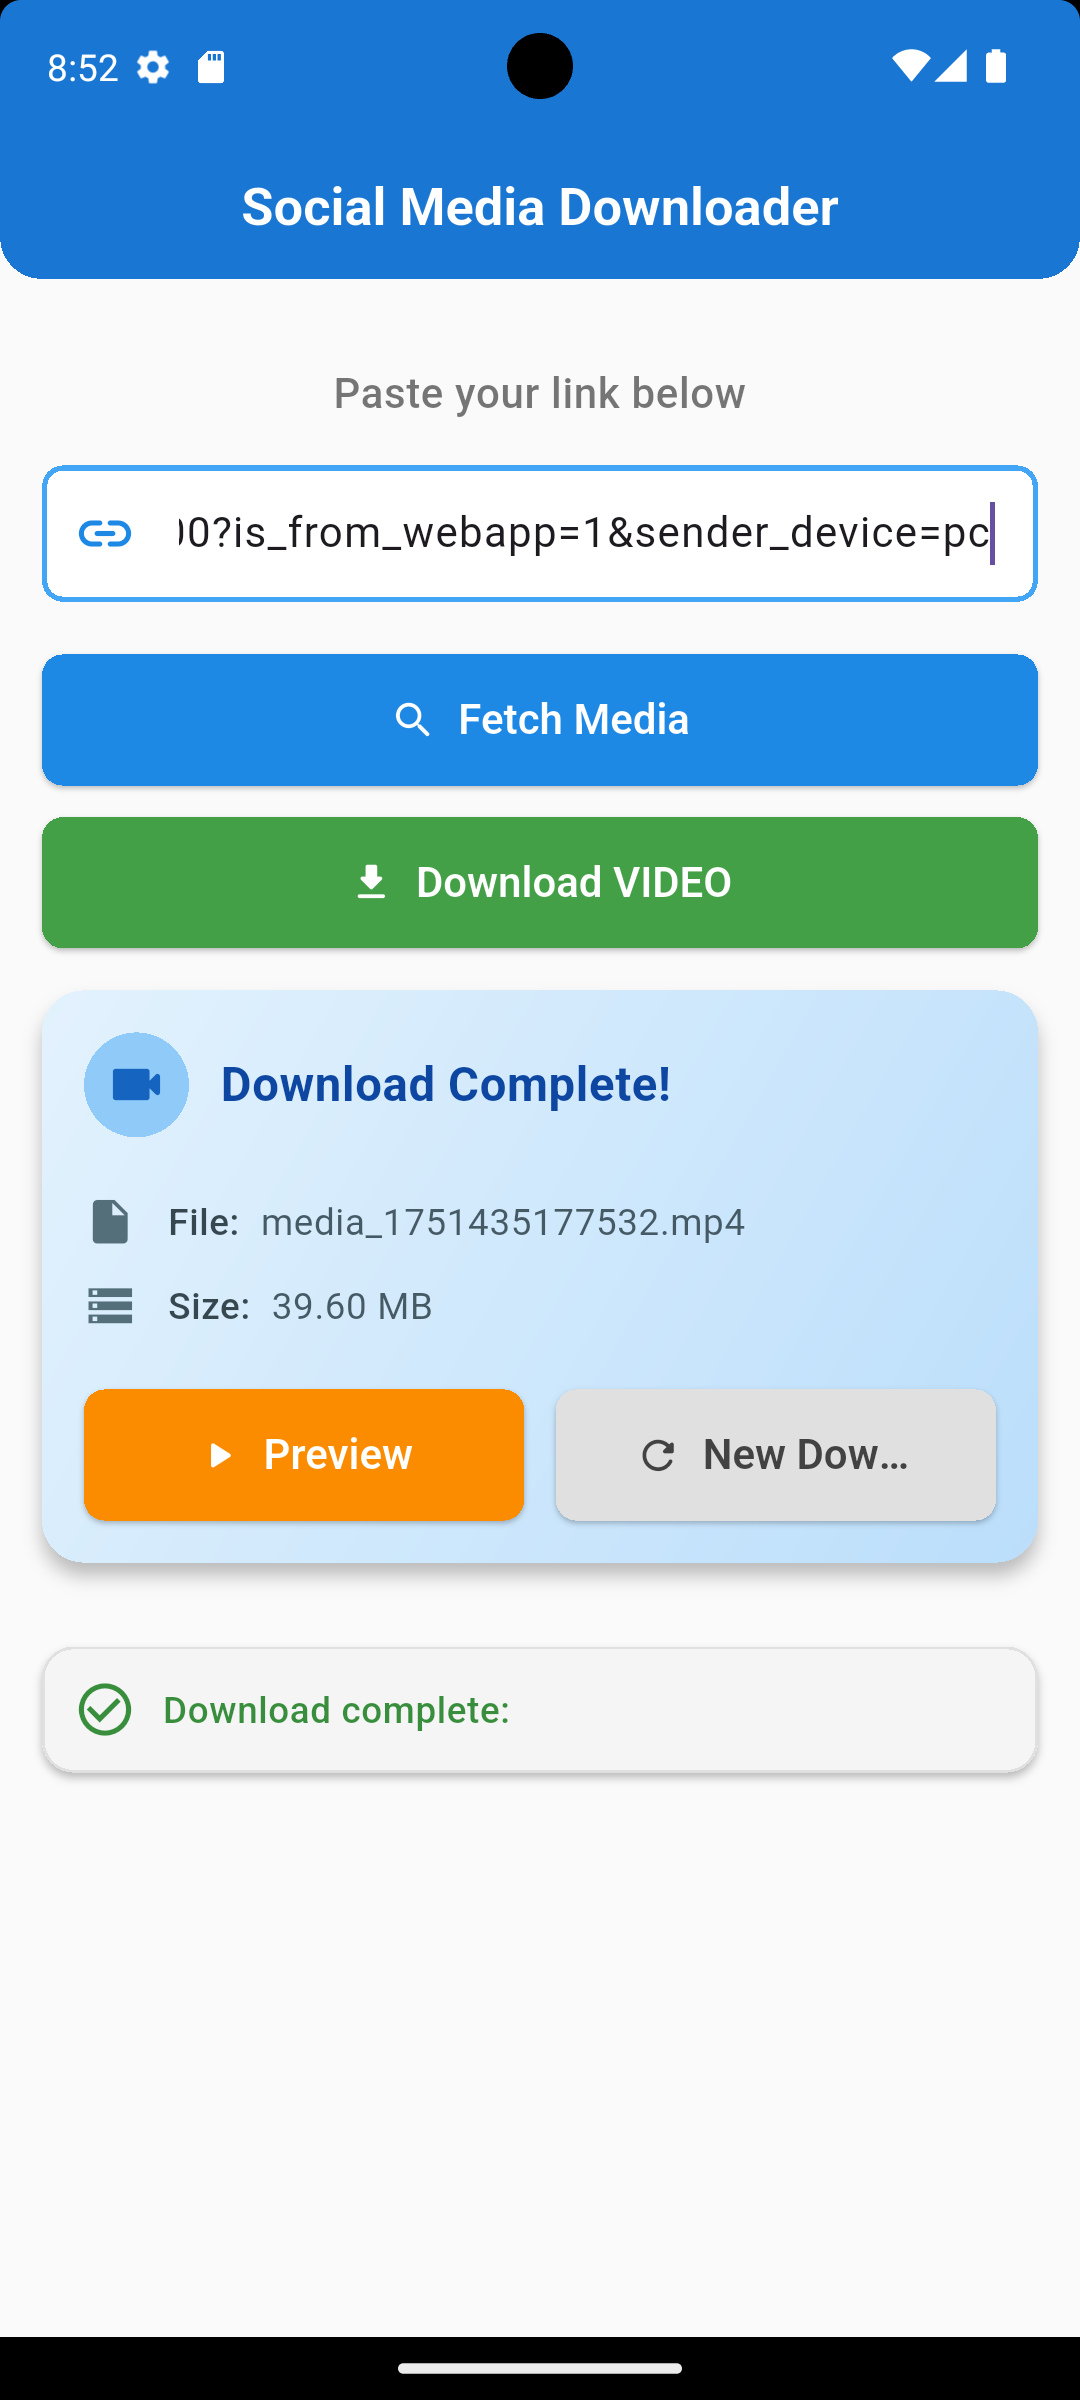 8:52
Social Media Downloader
Paste your link below
0?is_from_webapp=1&sender_device=pc
Fetch Media
Download VIDEO
Download Complete!
File: media_1751435177532.mp4
Size: 39.60 MB
Preview
New Dow...
Download complete: